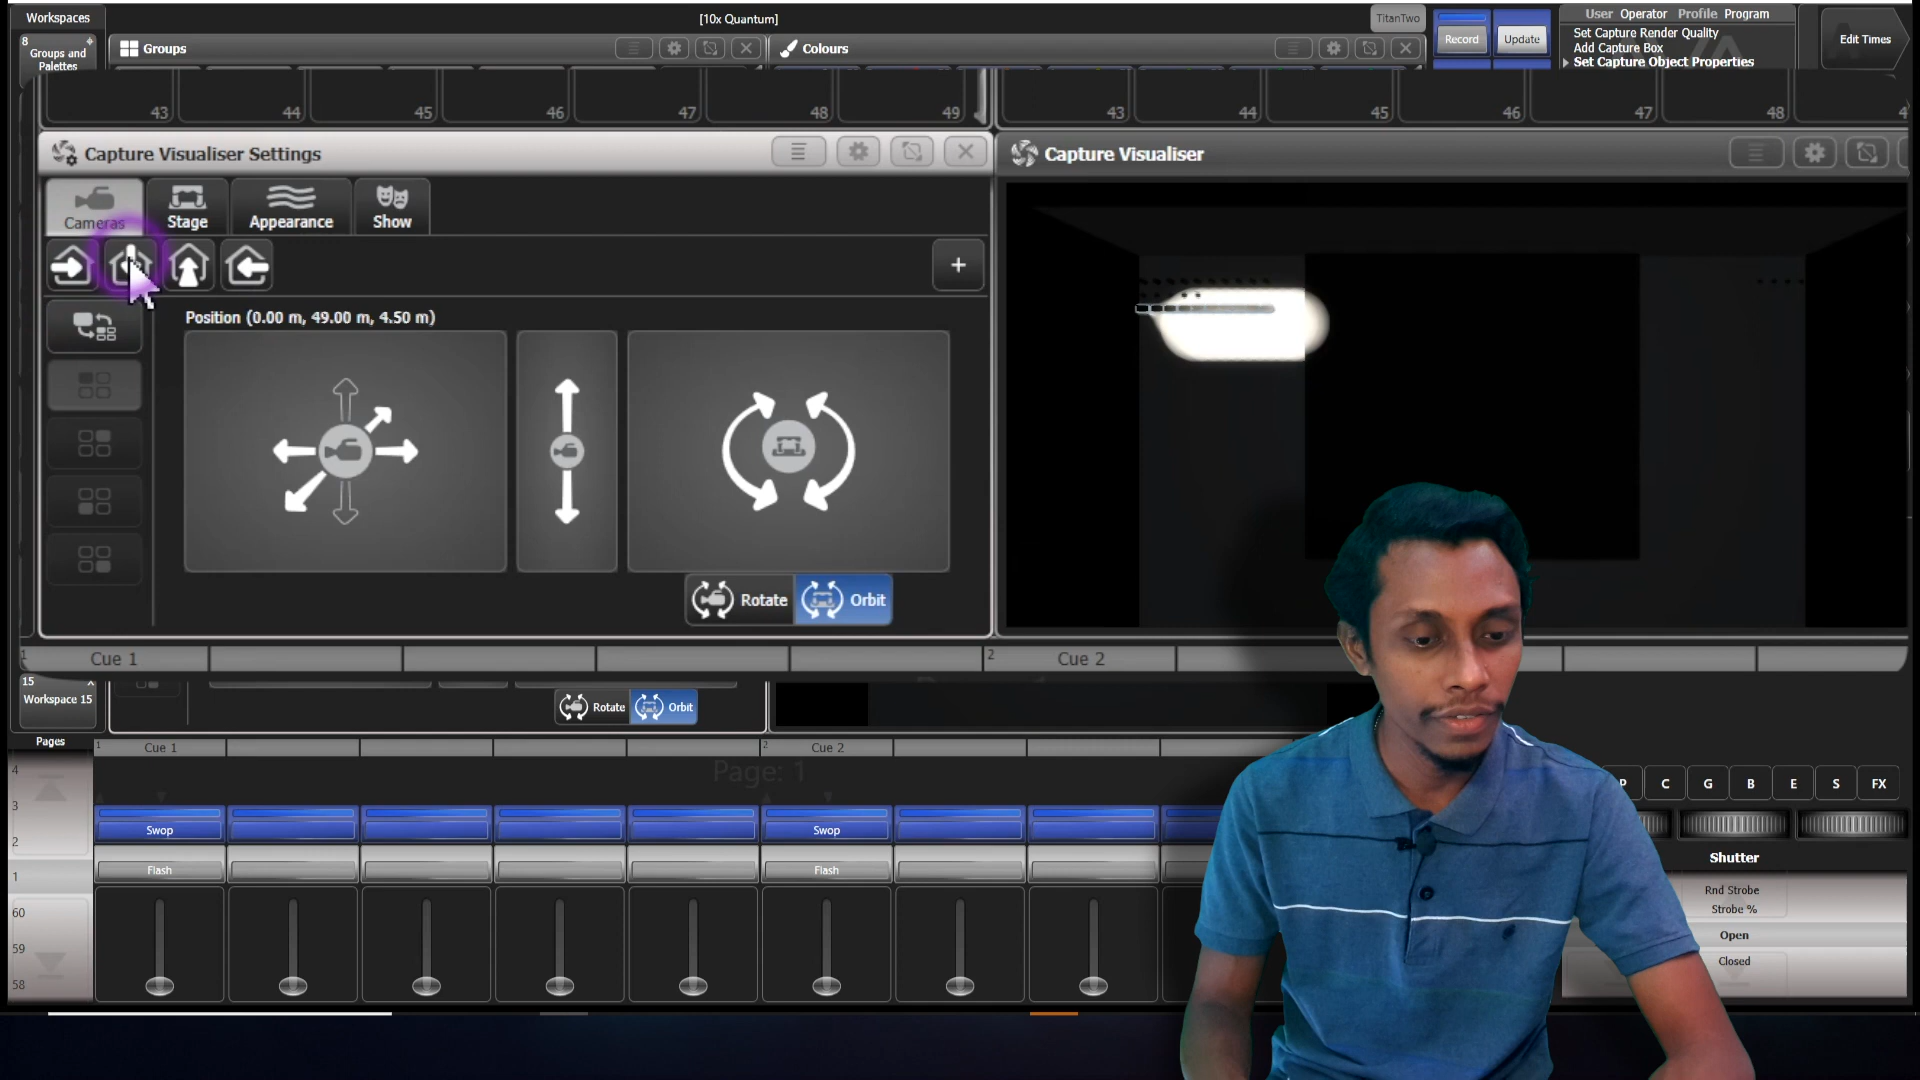 Workspaces
[10x Quantum]
TitanTwo
Record
Update
User Operator Profile Program
Set Capture Render Quality
Add Capture Box
Set Capture Object Properties
Edit Times
8
Groups and
Palettes
Groups
Colours
43 44 45 46 47 48 49
43 44 45 46 47 48
Capture Visualiser Settings
Capture Visualiser
Cameras
Stage
Appearance
Show
+
Position (0.00 m, 49.00 m, 4.50 m)
Rotate
Orbit
1
Cue 1
2
Cue 2
15
Workspace 15
Rotate
Orbit
Pages
1
Cue 1
2
Cue 2
Page: 1
4
3
2
1
60
59
58
Swop
Swop
Flash
Flash
C
G
B
E
S
FX
Shutter
Rnd Strobe
Strobe %
Open
Closed